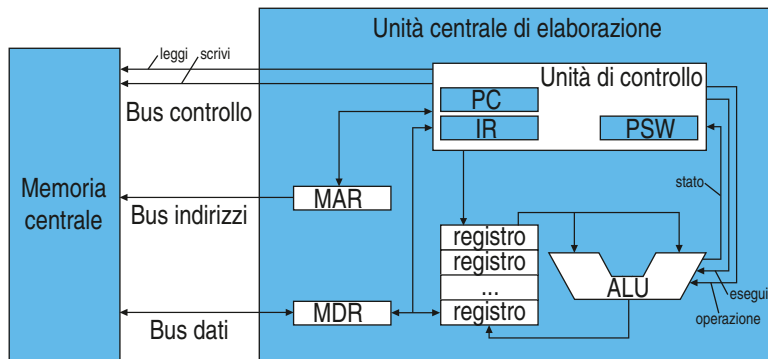 Unità centrale di elaborazione
leggi
scrivi
Unità di controllo
Bus controllo
PC
IR
PSW
Memoria
centrale
MAR
stato
Bus indirizzi
registro
registro
...
registro
ALU
esegui
MDR
operazione
Bus dati